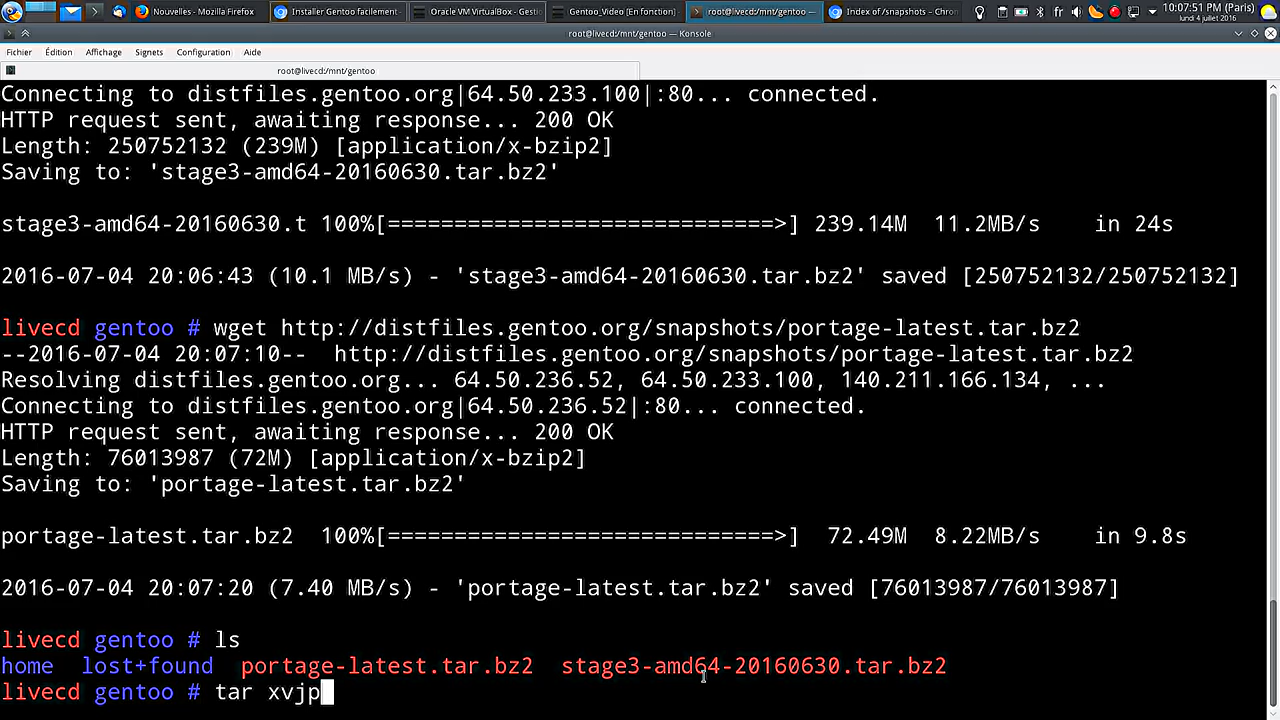 Nouvelles - Mozilla Firefox
Installer Gentoo facilement
Oracle VM VirtualBox - Gesti
Gentoo_Video [En fonction]
root@livecd:/mnt/gentoo —
Index of /snapshots – Chro
fr
10:07:51 PM (Paris)
lundi 4 juillet 2016
root@livecd:/mnt/gentoo — Konsole
Fichier Édition Affichage Signets Configuration Aide
root@livecd:/mnt/gentoo
Connecting to distfiles.gentoo.org|64.50.233.100|:80... connected.
HTTP request sent, awaiting response... 200 OK
Length: 250752132 (239M) [application/x-bzip2]
Saving to: 'stage3-amd64-20160630.tar.bz2'
stage3-amd64-20160630.t 100%[=============================>] 239.14M 11.2MB/s in 24s
2016-07-04 20:06:43 (10.1 MB/s) - 'stage3-amd64-20160630.tar.bz2' saved [250752132/250752132]
livecd gentoo # wget http://distfiles.gentoo.org/snapshots/portage-latest.tar.bz2
--2016-07-04 20:07:10-- http://distfiles.gentoo.org/snapshots/portage-latest.tar.bz2
Resolving distfiles.gentoo.org... 64.50.236.52, 64.50.233.100, 140.211.166.134, ...
Connecting to distfiles.gentoo.org|64.50.236.52|:80... connected.
HTTP request sent, awaiting response... 200 OK
Length: 76013987 (72M) [application/x-bzip2]
Saving to: 'portage-latest.tar.bz2'
portage-latest.tar.bz2 100%[=============================>] 72.49M 8.22MB/s in 9.8s
2016-07-04 20:07:20 (7.40 MB/s) - 'portage-latest.tar.bz2' saved [76013987/76013987]
livecd gentoo # ls
home lost+found portage-latest.tar.bz2 stage3-amd64-20160630.tar.bz2
livecd gentoo # tar xvjp